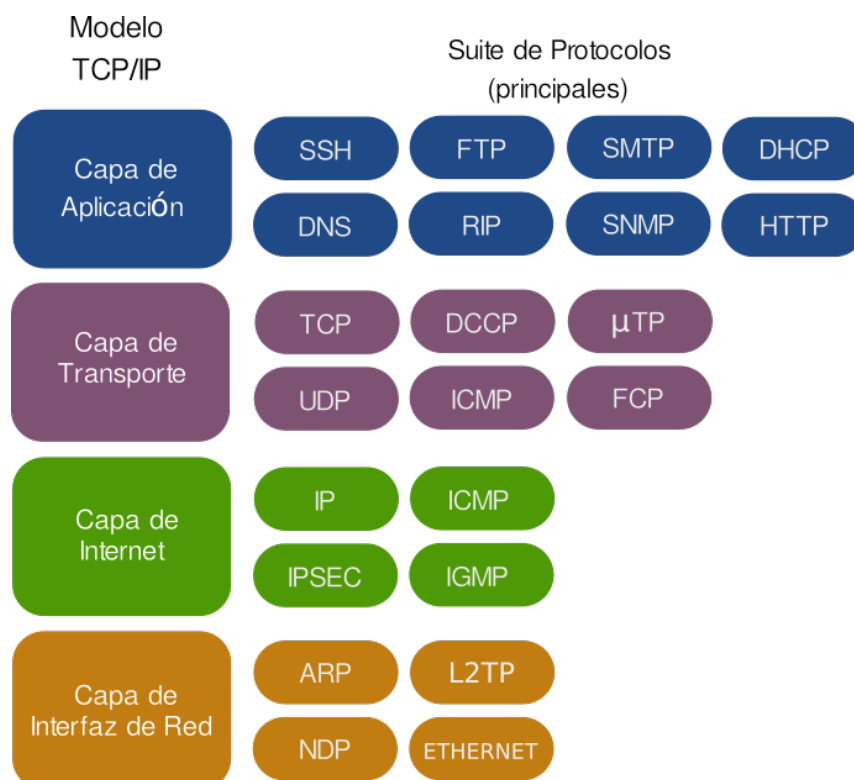 Modelo
TCP/IP
Suite de Protocolos
(principales)
Capa de
Aplicación
SSH
FTP
SMTP
DHCP
DNS
RIP
SNMP
HTTP
Capa de
Transporte
TCP
DCCP
µTP
UDP
ICMP
FCP
Capa de
Internet
IP
ICMP
IPSEC
IGMP
Capa de
Interfaz de Red
ARP
L2TP
NDP
ETHERNET